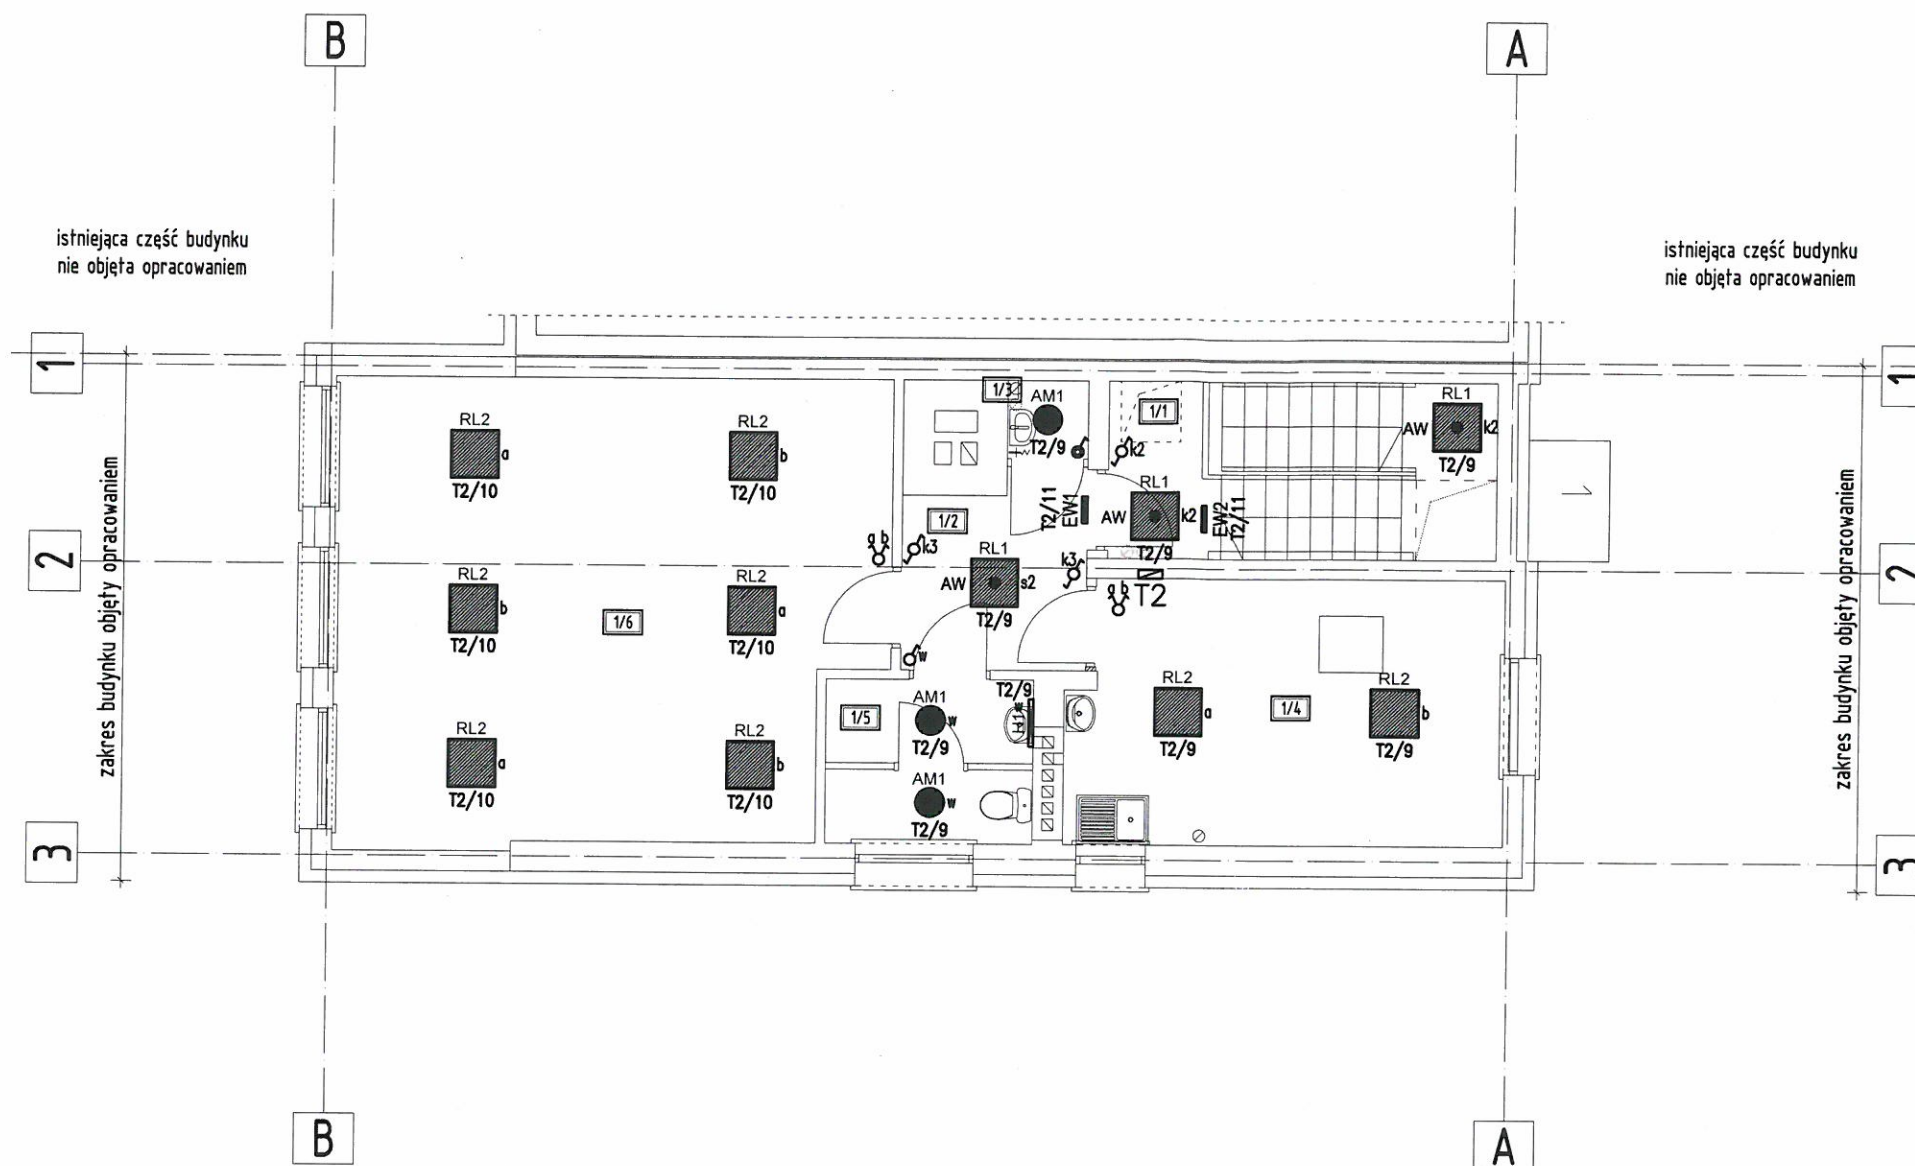 B
A
istniejąca część budynku
nie objęta opracowaniem
istniejąca część budynku
nie objęta opracowaniem
1
1
2
2
3
3
zakres budynku objęty opracowaniem
zakres budynku objęty opracowaniem
RL2
a
T2/10
RL2
b
T2/10
RL2
b
T2/10
1/6
RL2
a
T2/10
RL2
a
T2/10
RL2
b
T2/10
1/3
AM1
T2/9
1/1
k2
RL1
AW
k2
T2/9
1/2
T2/11
EW1
RL1
AW
k2
T2/9
EW2
T2/11
a b
k3
RL1
AW
s2
T2/9
k3
T2
a b
w
1/5
AM1
w
T2/9
T2/9
w
H1
AM1
w
T2/9
RL2
a
T2/9
1/4
RL2
b
T2/9
1
B
A